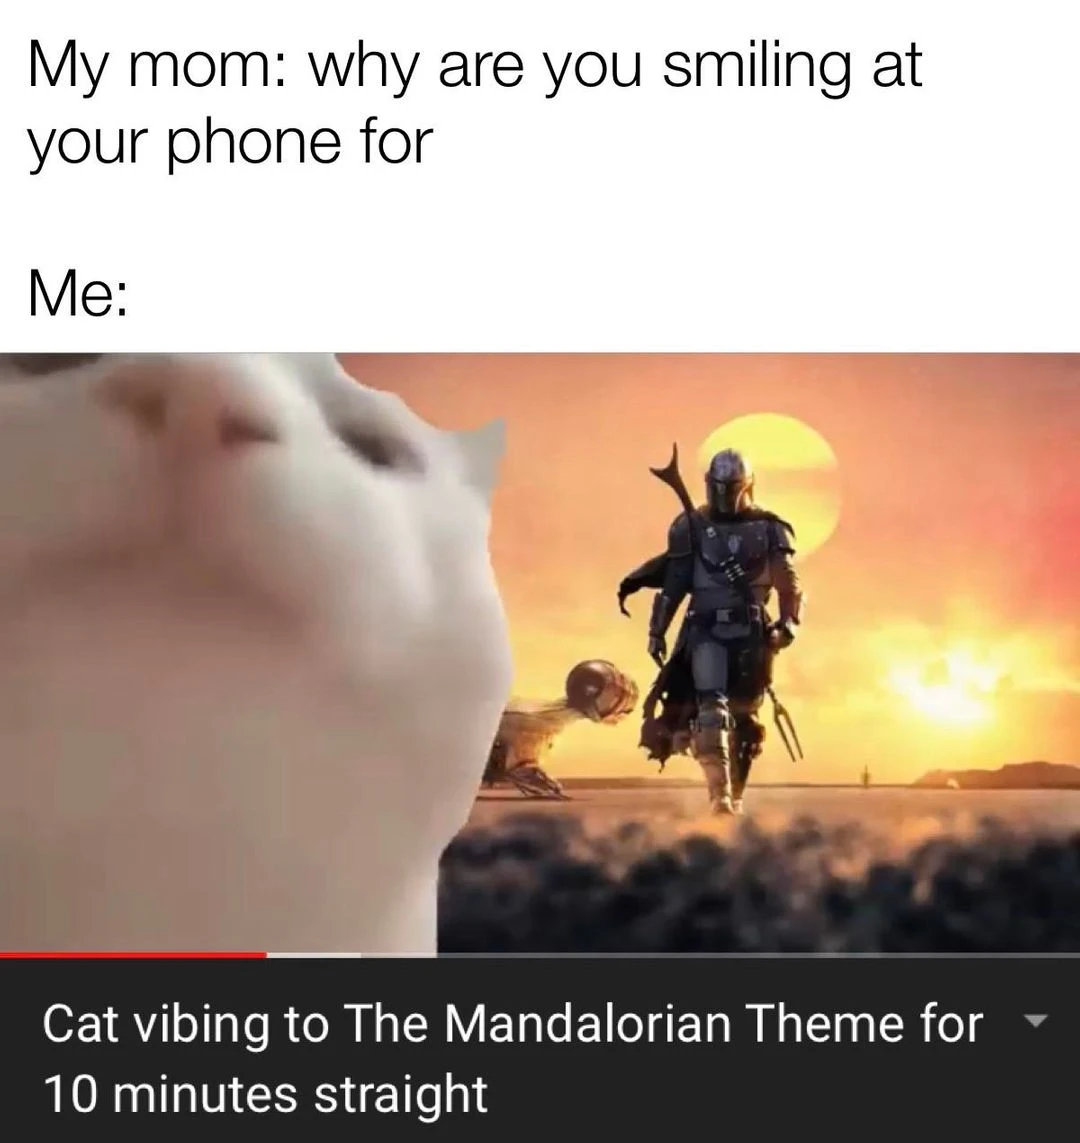 My mom: why are you smiling at
your phone for
Me:
Cat vibing to The Mandalorian Theme for
10 minutes straight